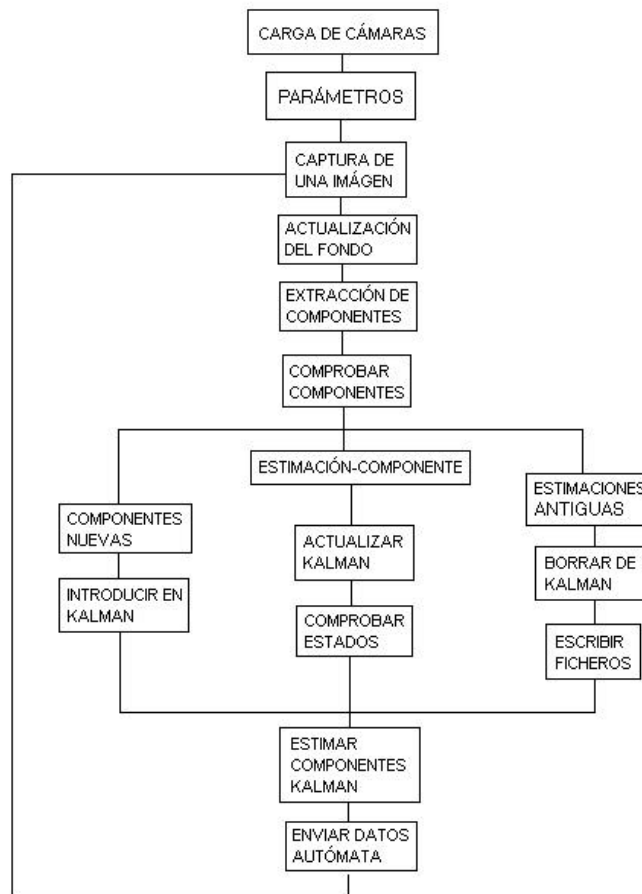 CARGA DE CÁMARAS
PARÁMETROS
CAPTURA DE
UNA IMÁGEN
ACTUALIZACIÓN
DEL FONDO
EXTRACCIÓN DE
COMPONENTES
COMPROBAR
COMPONENTES
COMPONENTES
NUEVAS
INTRODUCIR EN
KALMAN
ESTIMACIÓN-COMPONENTE
ACTUALIZAR
KALMAN
COMPROBAR
ESTADOS
ESTIMACIONES
ANTIGUAS
BORRAR DE
KALMAN
ESCRIBIR
FICHEROS
ESTIMAR
COMPONENTES
KALMAN
ENVIAR DATOS
AUTÓMATA